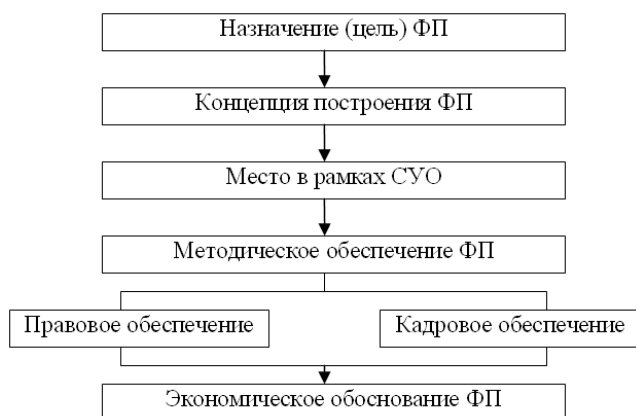 Назначение (цель) ФП
Концепция построения ФП
Место в рамках СУО
Методическое обеспечение ФП
Правовое обеспечение
Кадровое обеспечение
Экономическое обоснование ФП